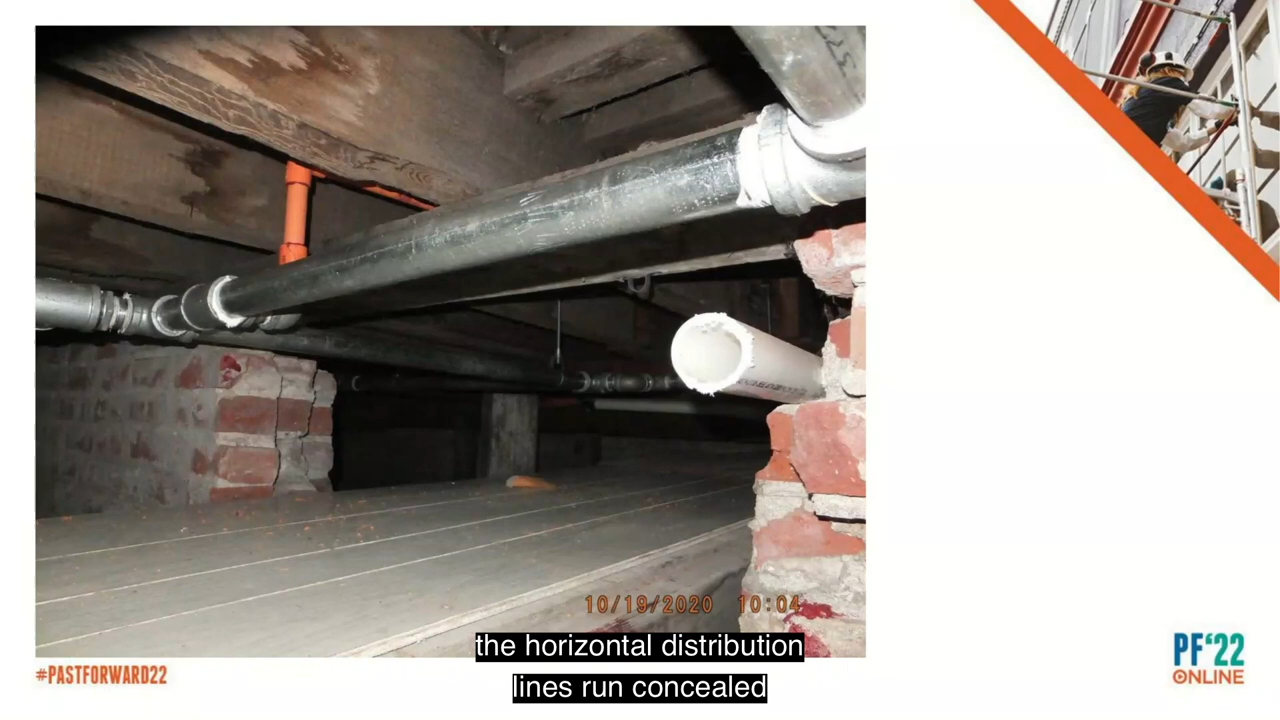 10/19/2020 10:04
the horizontal distribution
lines run concealed
#PASTFORWARD22
PF‘22
ONLINE